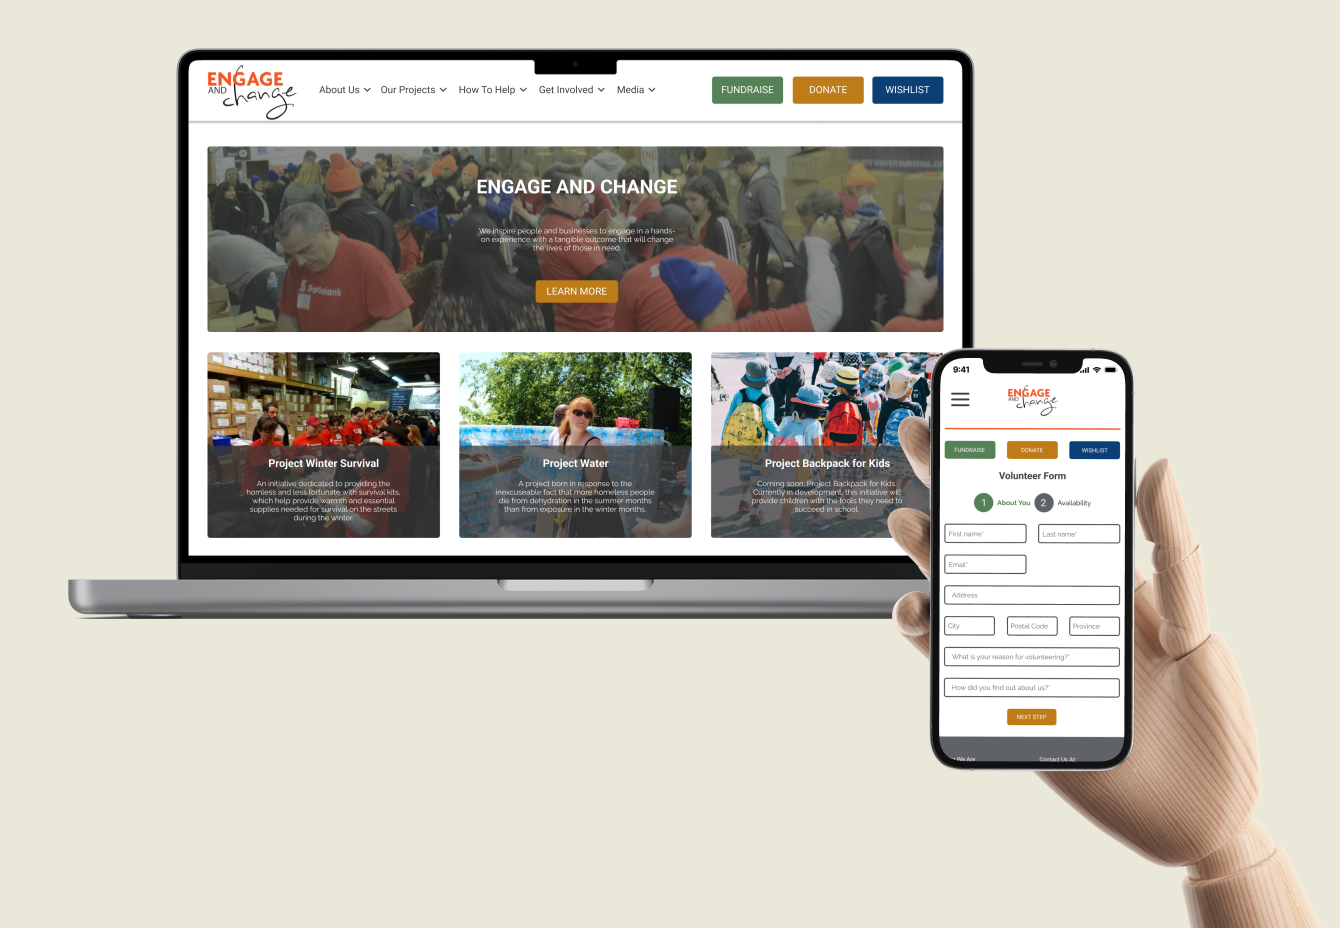 ENGAGE
AND change
About Us
Our Projects
How To Help
Get Involved
Media
FUNDRAISE
DONATE
WISHLIST
ENGAGE AND CHANGE
We inspire people and businesses to engage in a hands-
on experience with a tangible outcome that will change
the lives of those in need.
LEARN MORE
Scotiabank
Project Winter Survival
An initiative dedicated to providing the
homless and less fortunate with survival kits,
which help provide warmth and essential
supplies needed for survival on the streets
during the winter.
Project Water
A project born in response to the
inexcuseable fact that more homeless people
die from dehydration in the summer months
than from exposure in the winter months.
Project Backpack for Kids
Coming soon: Project Backpack for Kids
Currently in development, this initiative will
provide children with the tools they need to
succeed in school.
9:41
ENGAGE
AND change
FUNDRAISE
DONATE
WISHLIST
Volunteer Form
1 About You 2 Availability
First name*
Last name*
Email*
Address
City
Postal Code
Province
What is your reason for volunteering?*
How did you find out about us?*
NEXT STEP
We Are
Contact Us At: